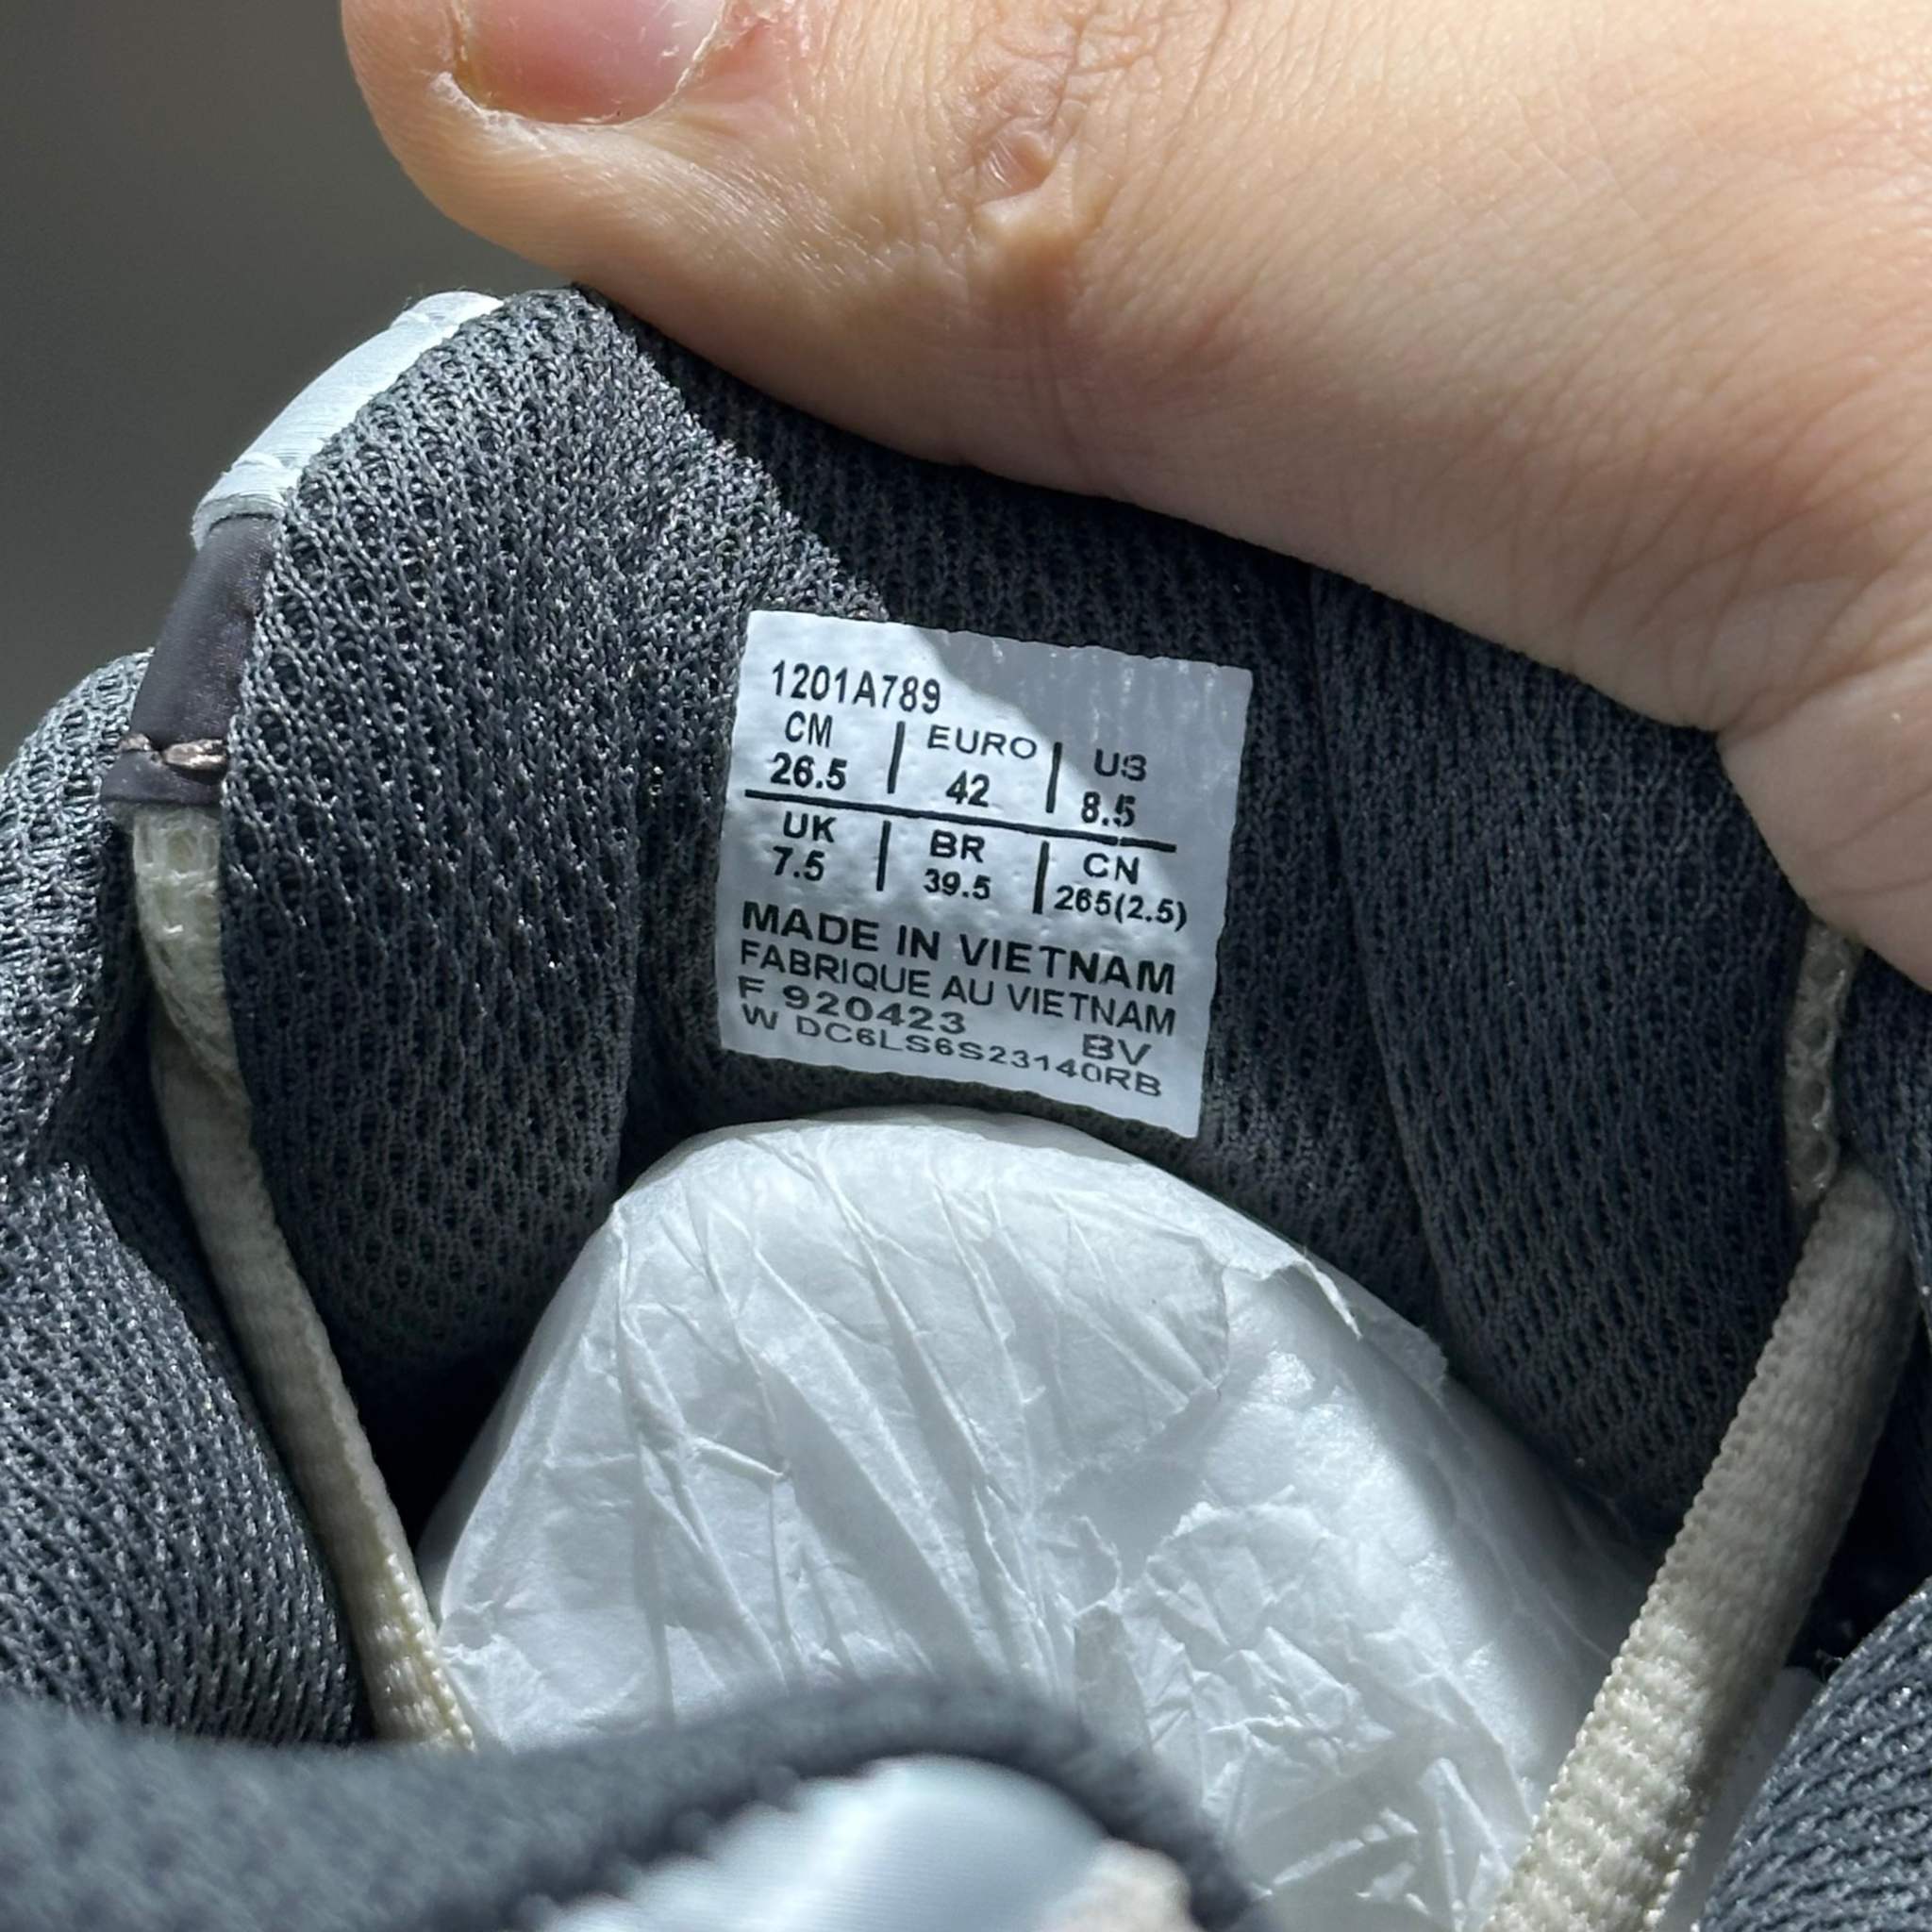 1201A789
CM | EURO | US
26.5 | 42 | 8.5
UK | BR | CN
7.5 | 39.5 | 265(2.5)
MADE IN VIETNAM
FABRIQUE AU VIETNAM
F 920423 BV
W DC6LS6S23140RB